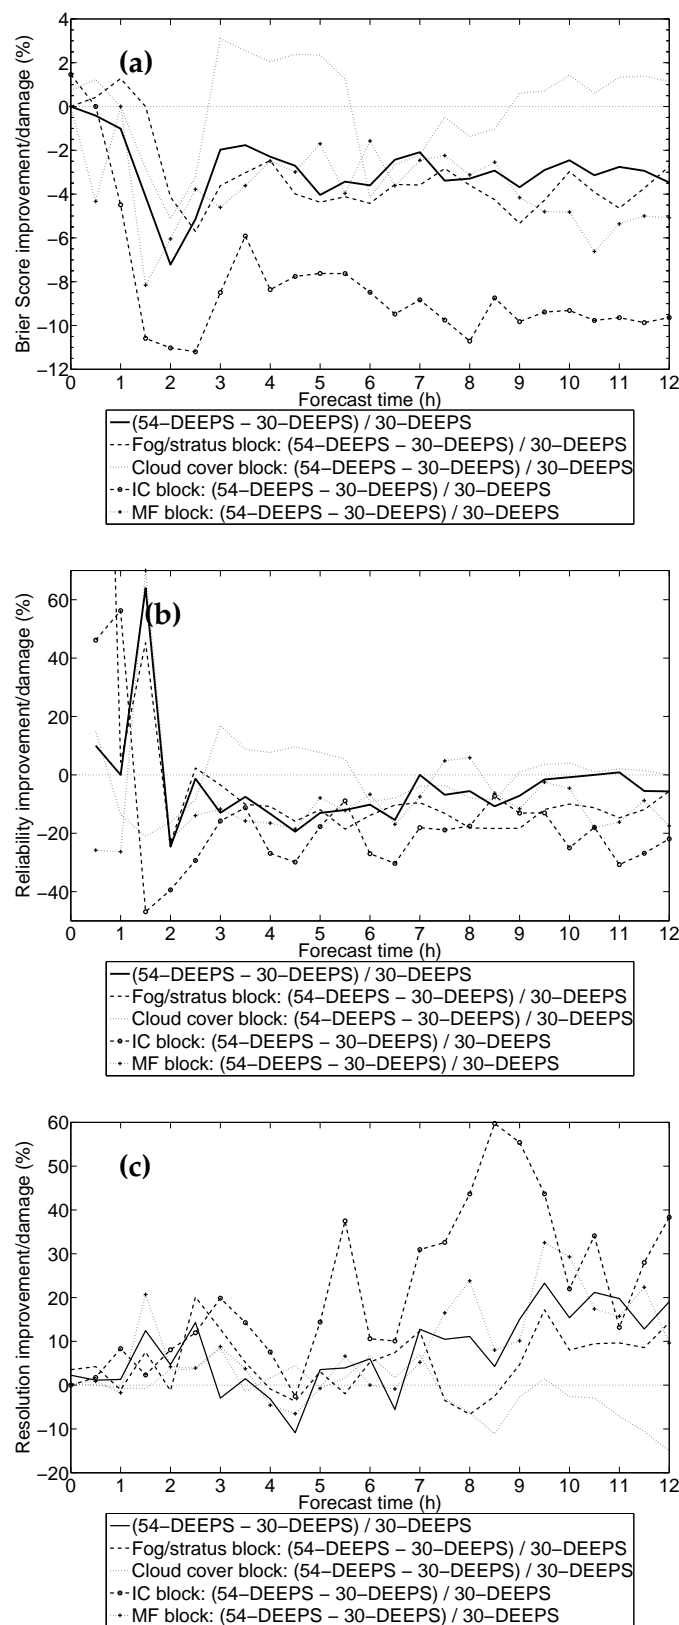 4
2
0
−2
−4
−6
−8
−10
−12
Brier Score improvement/damage (%)
(a)
0 1 2 3 4 5 6 7 8 9 10 11 12
Forecast time (h)
(54−DEEPS − 30−DEEPS) / 30−DEEPS
Fog/stratus block: (54−DEEPS − 30−DEEPS) / 30−DEEPS
Cloud cover block: (54−DEEPS − 30−DEEPS) / 30−DEEPS
IC block: (54−DEEPS − 30−DEEPS) / 30−DEEPS
MF block: (54−DEEPS − 30−DEEPS) / 30−DEEPS
60
40
20
0
−20
−40
Reliability improvement/damage (%)
(b)
0 1 2 3 4 5 6 7 8 9 10 11 12
Forecast time (h)
(54−DEEPS − 30−DEEPS) / 30−DEEPS
Fog/stratus block: (54−DEEPS − 30−DEEPS) / 30−DEEPS
Cloud cover block: (54−DEEPS − 30−DEEPS) / 30−DEEPS
IC block: (54−DEEPS − 30−DEEPS) / 30−DEEPS
MF block: (54−DEEPS − 30−DEEPS) / 30−DEEPS
60
50
40
30
20
10
0
−10
−20
Resolution improvement/damage (%)
(c)
0 1 2 3 4 5 6 7 8 9 10 11 12
Forecast time (h)
(54−DEEPS − 30−DEEPS) / 30−DEEPS
Fog/stratus block: (54−DEEPS − 30−DEEPS) / 30−DEEPS
Cloud cover block: (54−DEEPS − 30−DEEPS) / 30−DEEPS
IC block: (54−DEEPS − 30−DEEPS) / 30−DEEPS
MF block: (54−DEEPS − 30−DEEPS) / 30−DEEPS